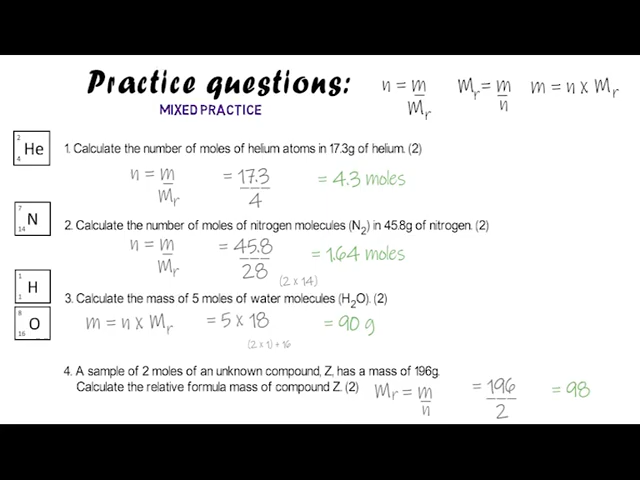 Practice questions:
MIXED PRACTICE
n = m/Mr Mr = m/n m = n x Mr
2 He 4
1. Calculate the number of moles of helium atoms in 17.3g of helium. (2)
n = m/Mr = 17.3/4 = 4.3 moles
7 N 14
2. Calculate the number of moles of nitrogen molecules (N₂) in 45.8g of nitrogen. (2)
n = m/Mr = 45.8/28 = 1.64 moles
(2 x 14)
1 H 1
3. Calculate the mass of 5 moles of water molecules (H₂O). (2)
8 O 16
m = n x Mr = 5 x 18 = 90 g
(2 x 1) + 16
4. A sample of 2 moles of an unknown compound, Z, has a mass of 196g.
Calculate the relative formula mass of compound Z. (2)
Mr = m/n = 196/2 = 98